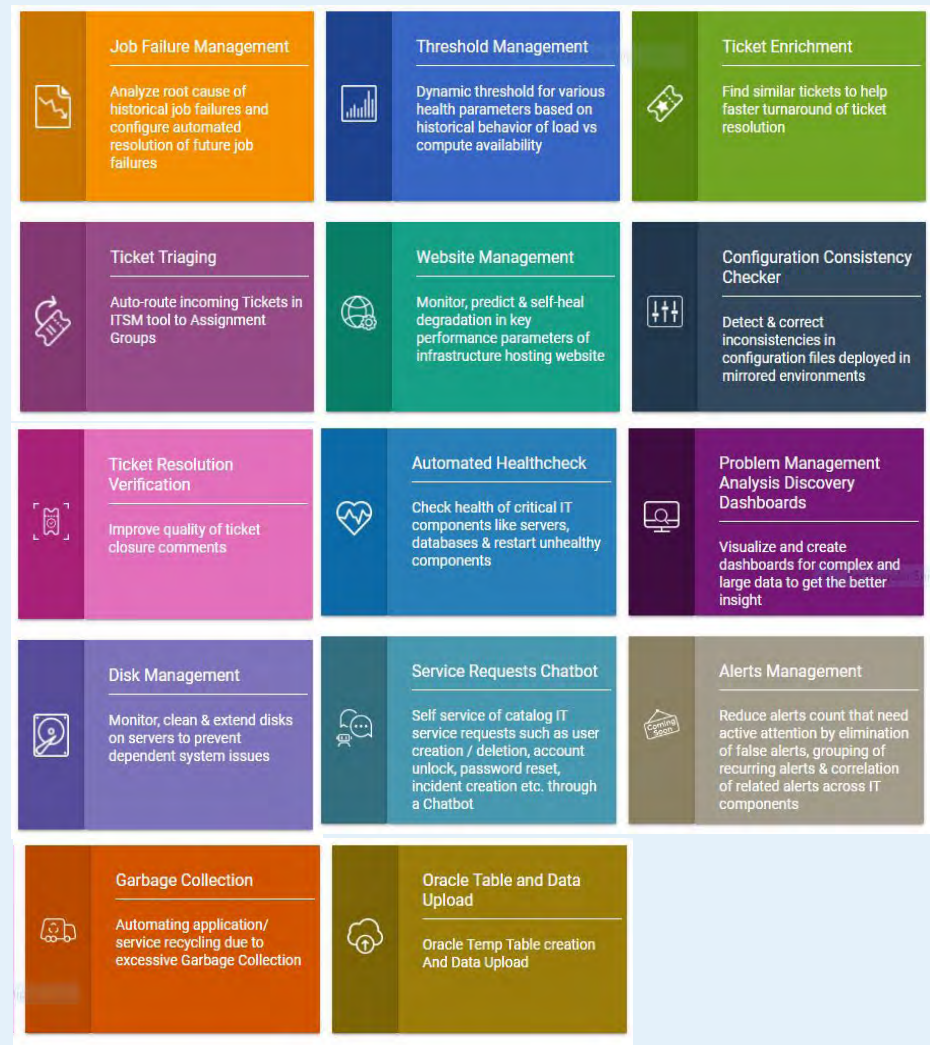 Job Failure Management
Analyze root cause of
historical job failures and
configure automated
resolution of future job
failures
Threshold Management
Dynamic threshold for various
health parameters based on
historical behavior of load vs
compute availability
Ticket Enrichment
Find similar tickets to help
faster turnaround of ticket
resolution
Ticket Triaging
Auto-route incoming Tickets in
ITSM tool to Assignment
Groups
Website Management
Monitor, predict & self-heal
degradation in key
performance parameters of
infrastructure hosting website
Configuration Consistency
Checker
Detect & correct
inconsistencies in
configuration files deployed in
mirrored environments
Ticket Resolution
Verification
Improve quality of ticket
closure comments
Automated Healthcheck
Check health of critical IT
components like servers,
databases & restart unhealthy
components
Problem Management
Analysis Discovery
Dashboards
Visualize and create
dashboards for complex and
large data to get the better
insight
Disk Management
Monitor, clean & extend disks
on servers to prevent
dependent system issues
Service Requests Chatbot
Self service of catalog IT
service requests such as user
creation / deletion, account
unlock, password reset,
incident creation etc. through
a Chatbot
Coming
Soon
Alerts Management
Reduce alerts count that need
active attention by elimination
of false alerts, grouping of
recurring alerts & correlation
of related alerts across IT
components
Garbage Collection
Automating application/
service recycling due to
excessive Garbage Collection
Oracle Table and Data
Upload
Oracle Temp Table creation
And Data Upload